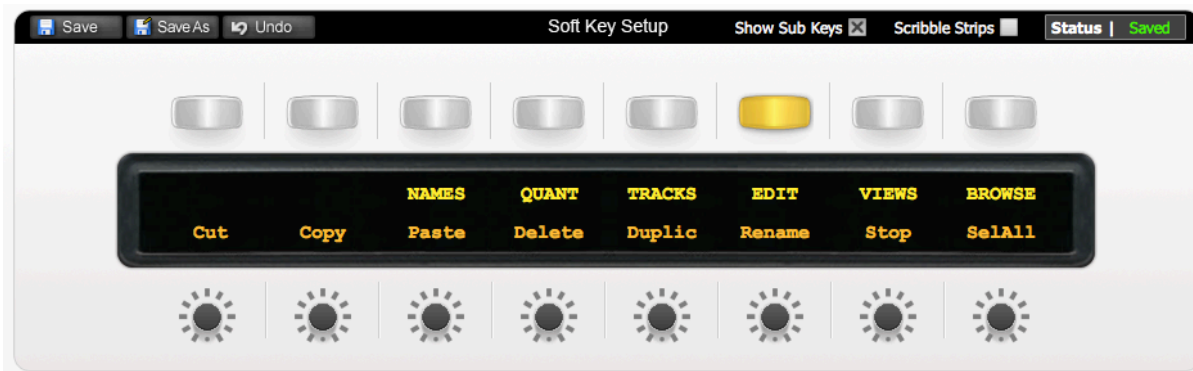 Save Save As Undo Soft Key Setup Show Sub Keys Scribble Strips Status | Saved
NAMES QUANT TRACKS EDIT VIEWS BROWSE
Cut Copy Paste Delete Duplic Rename Stop SelAll